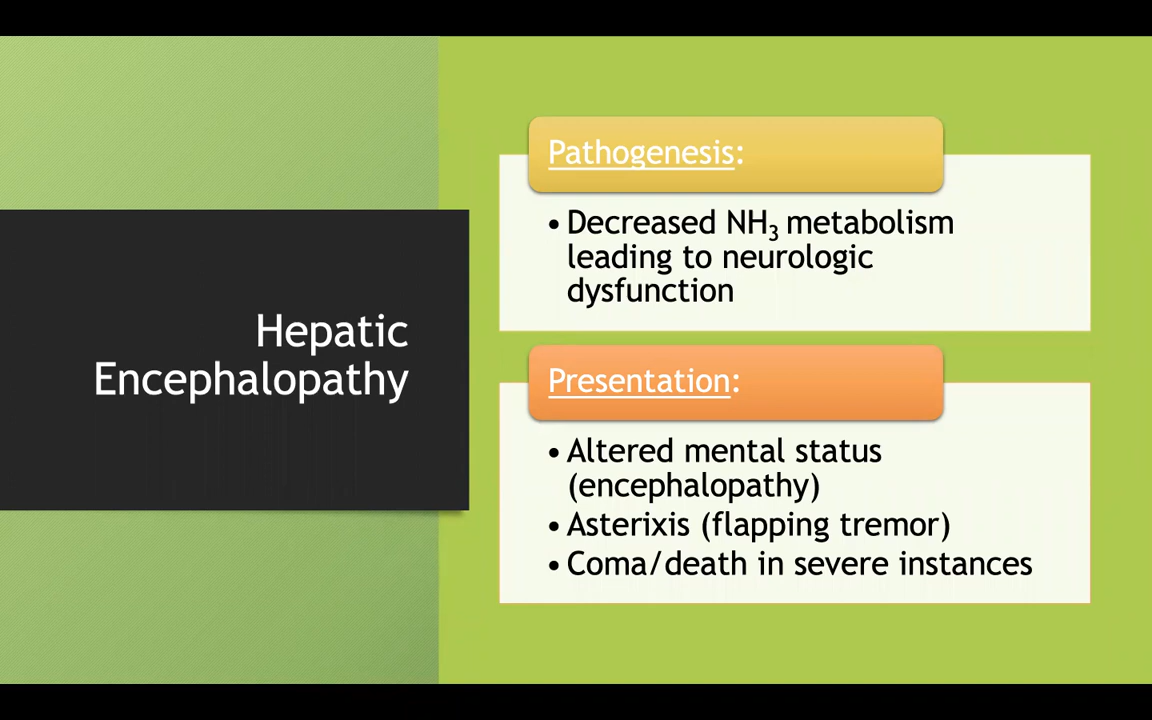 Hepatic
Encephalopathy
Pathogenesis:
• Decreased NH₃ metabolism
leading to neurologic
dysfunction
Presentation:
• Altered mental status
(encephalopathy)
• Asterixis (flapping tremor)
• Coma/death in severe instances